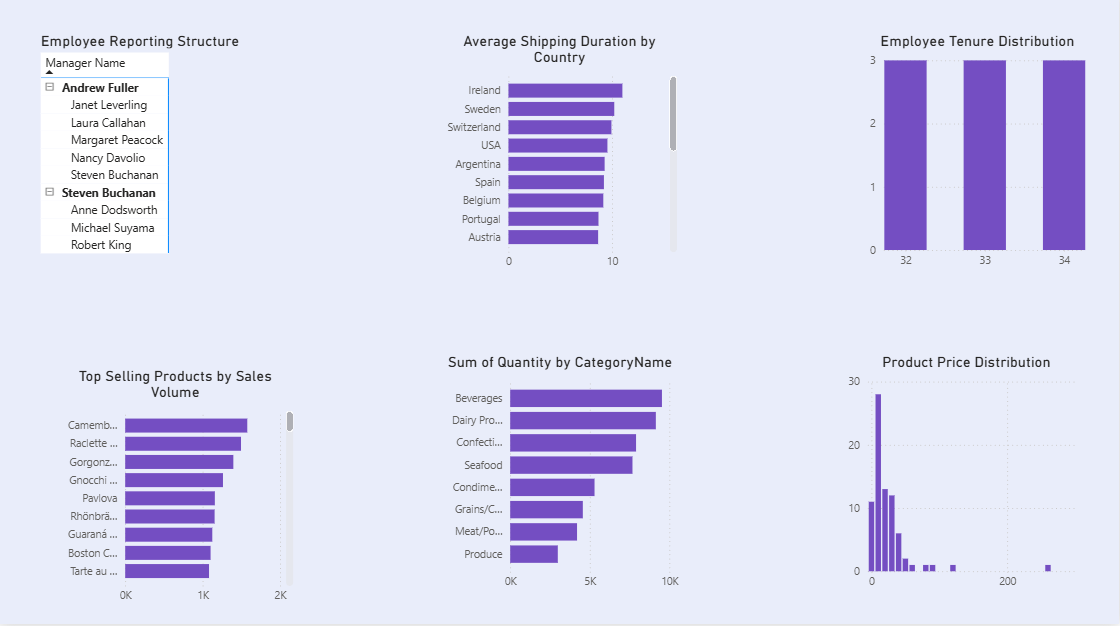 Employee Reporting Structure
Manager Name
Andrew Fuller
Janet Leverling
Laura Callahan
Margaret Peacock
Nancy Davolio
Steven Buchanan
Steven Buchanan
Anne Dodsworth
Michael Suyama
Robert King
Average Shipping Duration by
Country
Ireland
Sweden
Switzerland
USA
Argentina
Spain
Belgium
Portugal
Austria
0 10
Employee Tenure Distribution
3
2
1
0
32 33 34
Top Selling Products by Sales
Volume
Camemb...
Raclette ...
Gorgonz...
Gnocchi ...
Pavlova
Rhönbrä...
Guaraná ...
Boston C...
Tarte au ...
0K 1K 2K
Sum of Quantity by CategoryName
Beverages
Dairy Pro...
Confecti...
Seafood
Condime...
Grains/C...
Meat/Po...
Produce
0K 5K 10K
Product Price Distribution
30
20
10
0
0 200